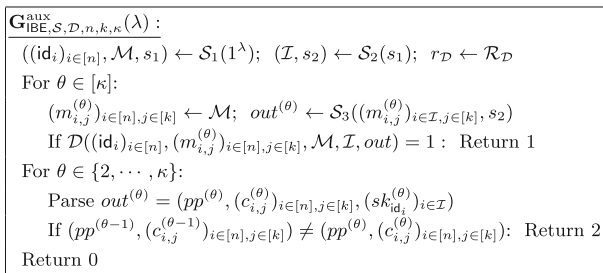 G^{aux}_{IBE,S,D,n,k,κ}(λ) :
((id_i)_{i∈[n]}, M, s_1) ← S_1(1^λ); (I, s_2) ← S_2(s_1); r_D ← R_D
For θ ∈ [κ]:
(m^{(θ)}_{i,j})_{i∈[n],j∈[k]} ← M; out^{(θ)} ← S_3((m^{(θ)}_{i,j})_{i∈I,j∈[k]}, s_2)
If D((id_i)_{i∈[n]}, (m^{(θ)}_{i,j})_{i∈[n],j∈[k]}, M, I, out) = 1 : Return 1
For θ ∈ {2, ⋯ , κ}:
Parse out^{(θ)} = (pp^{(θ)}, (c^{(θ)}_{i,j})_{i∈[n],j∈[k]}, (sk^{(θ)}_{id_i})_{i∈I})
If (pp^{(θ−1)}, (c^{(θ−1)}_{i,j})_{i∈[n],j∈[k]}) ≠ (pp^{(θ)}, (c^{(θ)}_{i,j})_{i∈[n],j∈[k]}): Return 2
Return 0